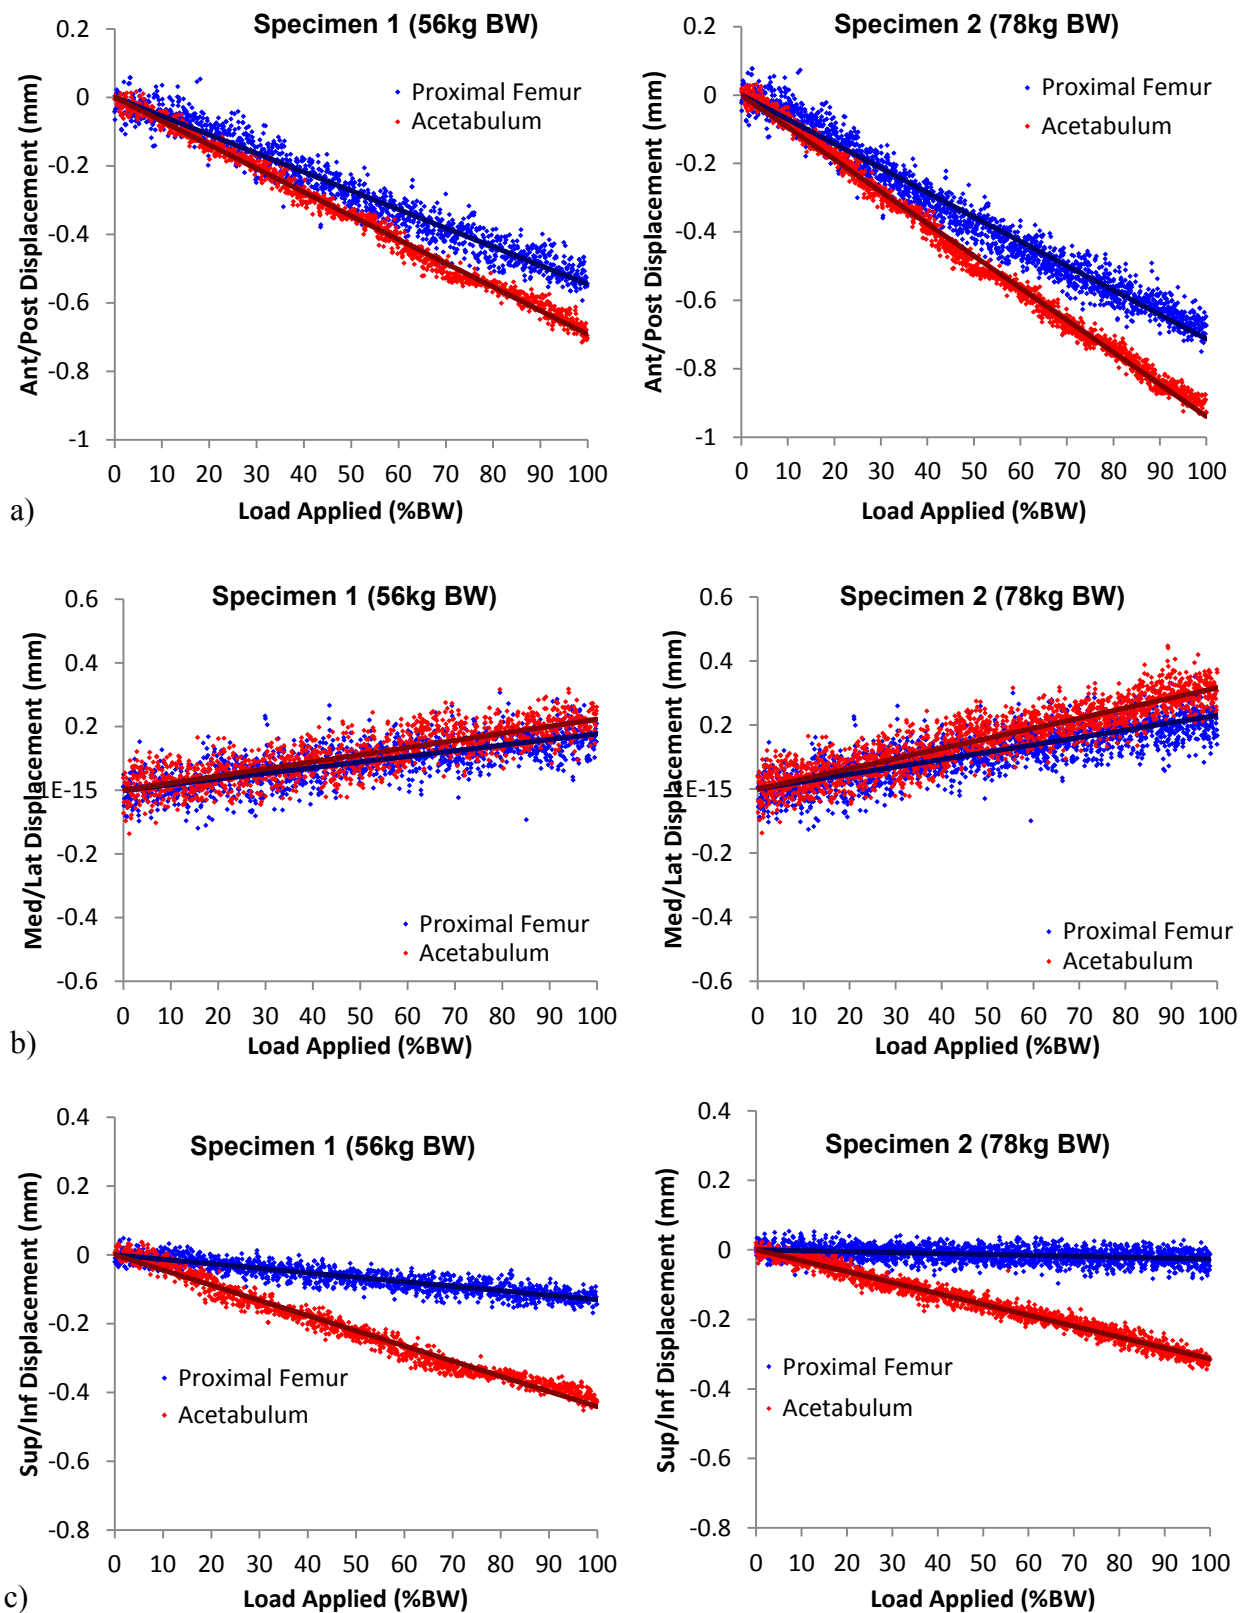 Specimen 1 (56kg BW)
0.2
0
-0.2
-0.4
-0.6
-0.8
-1
Ant/Post Displacement (mm)
Proximal Femur
Acetabulum
0 10 20 30 40 50 60 70 80 90 100
Load Applied (%BW)
a)
Specimen 2 (78kg BW)
0.2
0
-0.2
-0.4
-0.6
-0.8
-1
Ant/Post Displacement (mm)
Proximal Femur
Acetabulum
0 10 20 30 40 50 60 70 80 90 100
Load Applied (%BW)
Specimen 1 (56kg BW)
0.6
0.4
0.2
1E-15
-0.2
-0.4
-0.6
Med/Lat Displacement (mm)
Proximal Femur
Acetabulum
0 10 20 30 40 50 60 70 80 90 100
Load Applied (%BW)
b)
Specimen 2 (78kg BW)
0.6
0.4
0.2
1E-15
-0.2
-0.4
-0.6
Med/Lat Displacement (mm)
Proximal Femur
Acetabulum
0 10 20 30 40 50 60 70 80 90 100
Load Applied (%BW)
Specimen 1 (56kg BW)
0.4
0.2
0
-0.2
-0.4
-0.6
-0.8
Sup/Inf Displacement (mm)
Proximal Femur
Acetabulum
0 10 20 30 40 50 60 70 80 90 100
Load Applied (%BW)
c)
Specimen 2 (78kg BW)
0.4
0.2
0
-0.2
-0.4
-0.6
-0.8
Sup/Inf Displacement (mm)
Proximal Femur
Acetabulum
0 10 20 30 40 50 60 70 80 90 100
Load Applied (%BW)